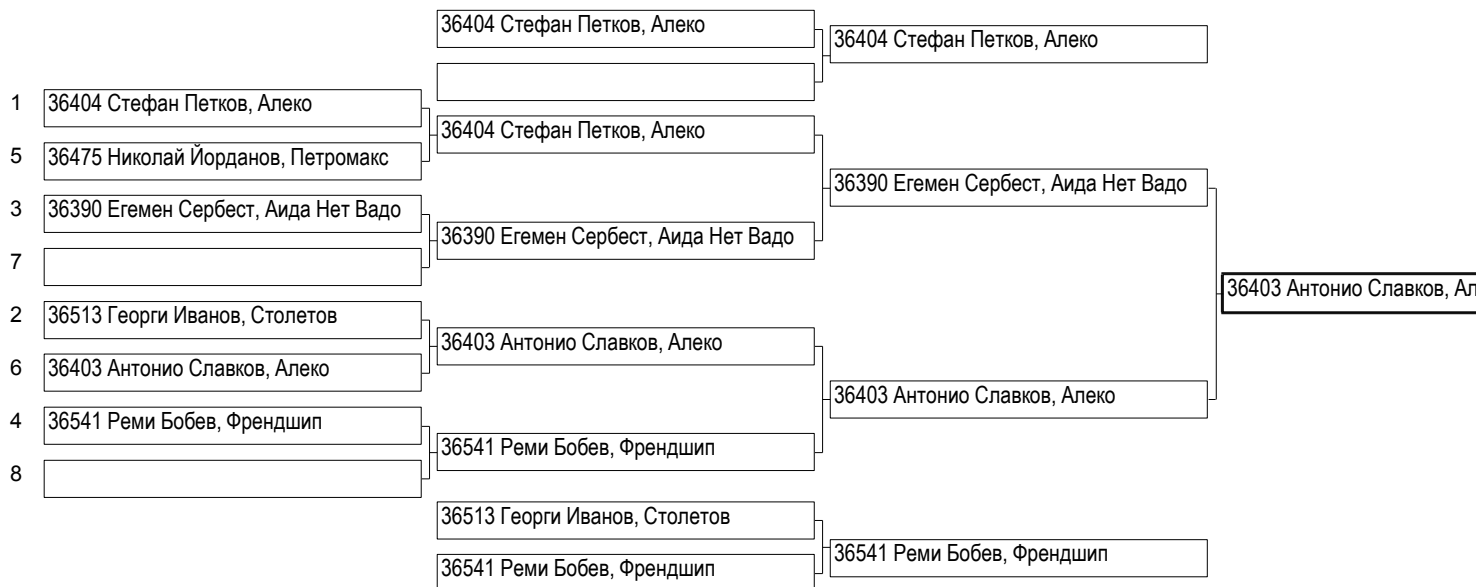 36404 Стефан Петков, Алеко
36404 Стефан Петков, Алеко
1 36404 Стефан Петков, Алеко
36404 Стефан Петков, Алеко
5 36475 Николай Йорданов, Петромакс
36390 Егемен Сербест, Аида Нет Вадо
3 36390 Егемен Сербест, Аида Нет Вадо
36390 Егемен Сербест, Аида Нет Вадо
7
36403 Антонио Славков, Ал
2 36513 Георги Иванов, Столетов
36403 Антонио Славков, Алеко
6 36403 Антонио Славков, Алеко
36403 Антонио Славков, Алеко
4 36541 Реми Бобев, Френдшип
36541 Реми Бобев, Френдшип
8
36513 Георги Иванов, Столетов
36541 Реми Бобев, Френдшип
36541 Реми Бобев, Френдшип